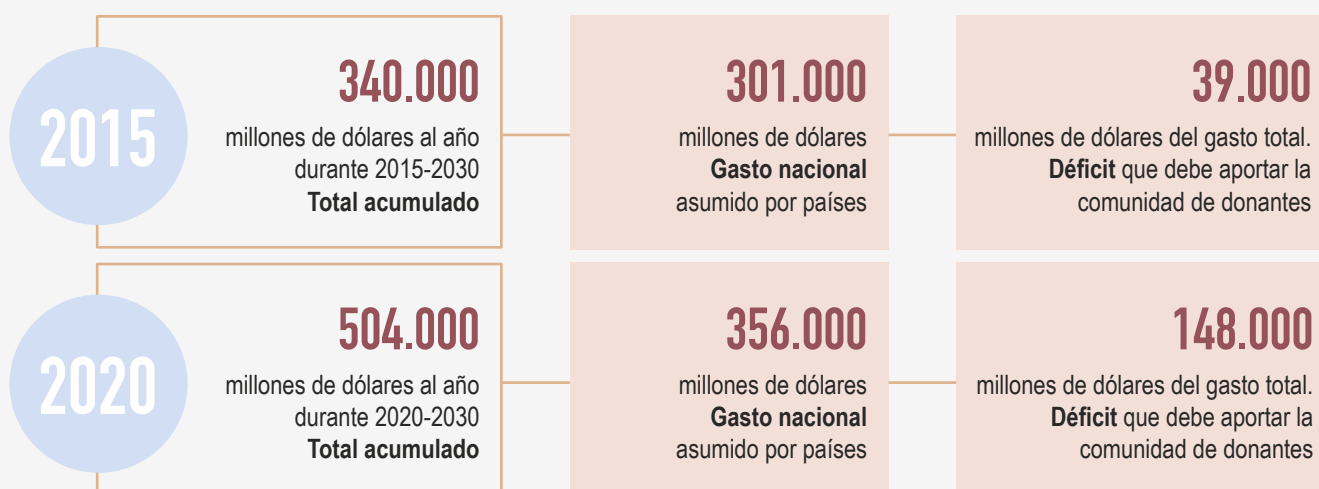 2015
340.000
millones de dólares al año
durante 2015-2030
Total acumulado
301.000
millones de dólares
Gasto nacional
asumido por países
39.000
millones de dólares del gasto total.
Déficit que debe aportar la
comunidad de donantes
2020
504.000
millones de dólares al año
durante 2020-2030
Total acumulado
356.000
millones de dólares
Gasto nacional
asumido por países
148.000
millones de dólares del gasto total.
Déficit que debe aportar la
comunidad de donantes